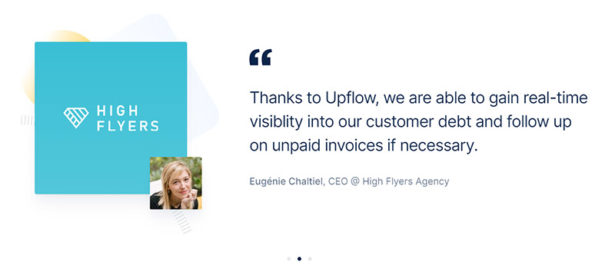 HIGH
FLYERS
“
Thanks to Upflow, we are able to gain real-time
visiblity into our customer debt and follow up
on unpaid invoices if necessary.
Eugénie Chaltiel, CEO @ High Flyers Agency